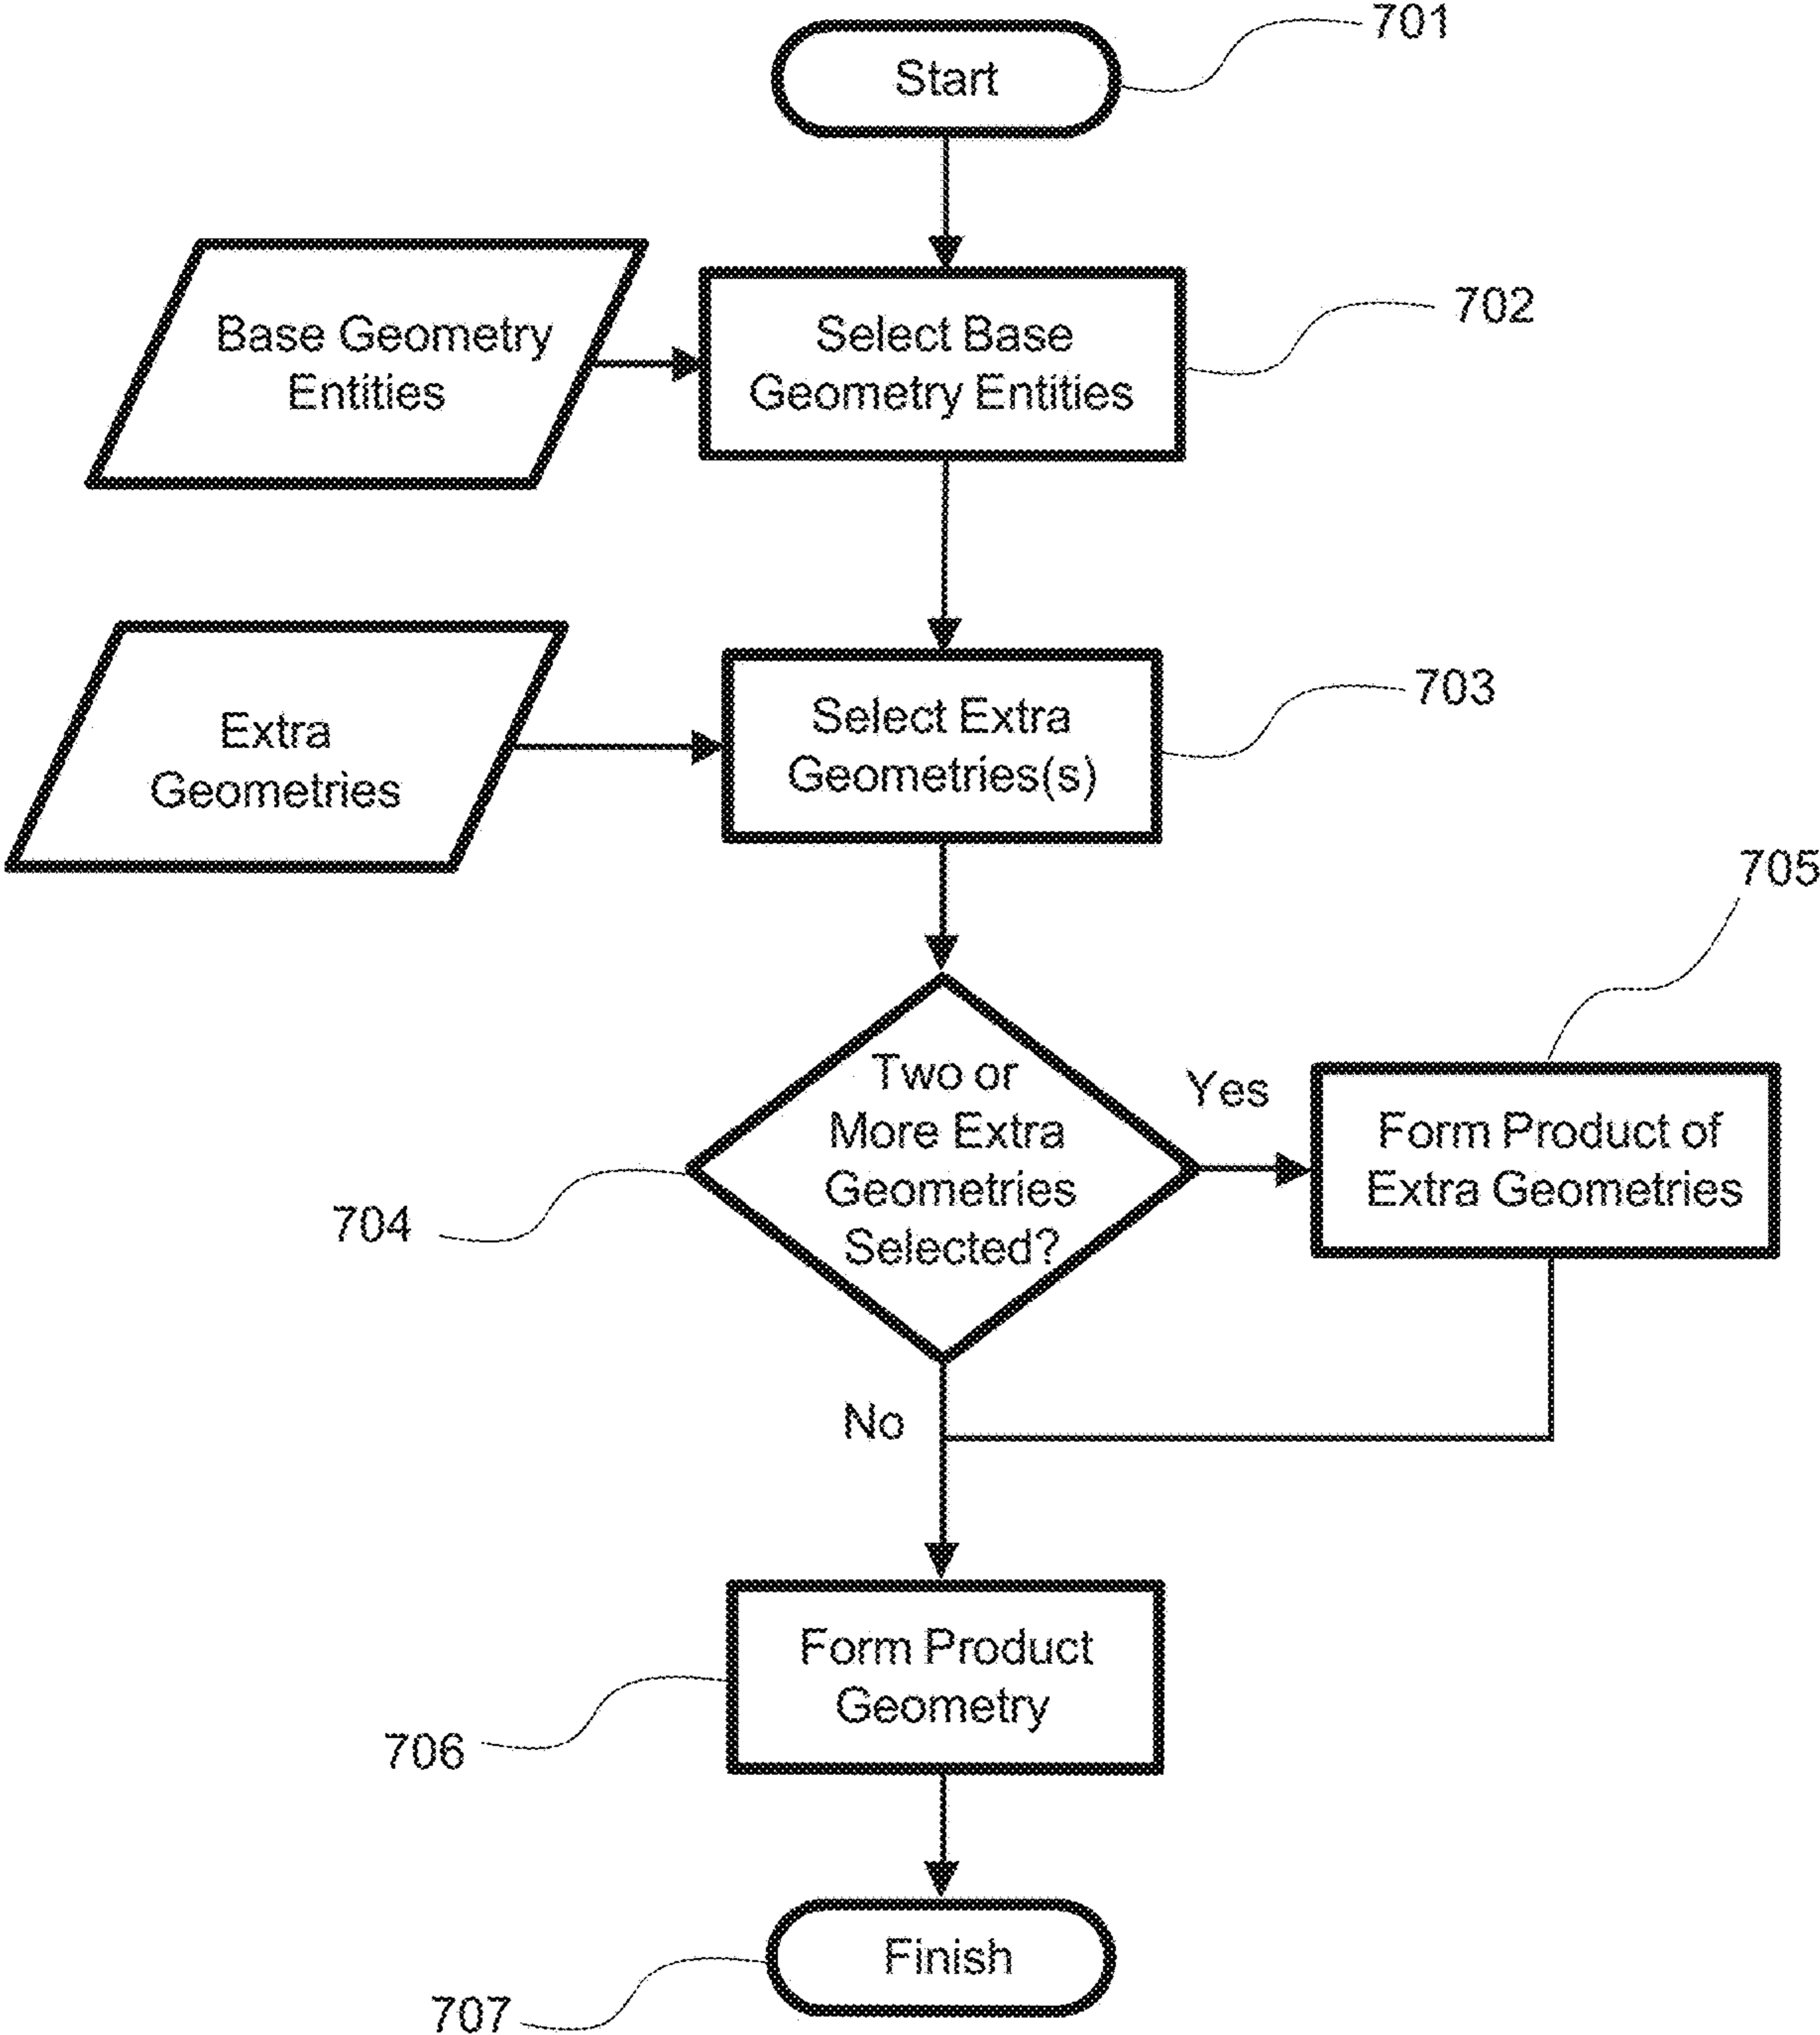 701
Start
Base Geometry
Entities
Select Base
Geometry Entities
702
Extra
Geometries
Select Extra
Geometries(s)
703
705
Two or
More Extra
Geometries
Selected?
704
Yes
Form Product of
Extra Geometries
No
Form Product
Geometry
706
Finish
707